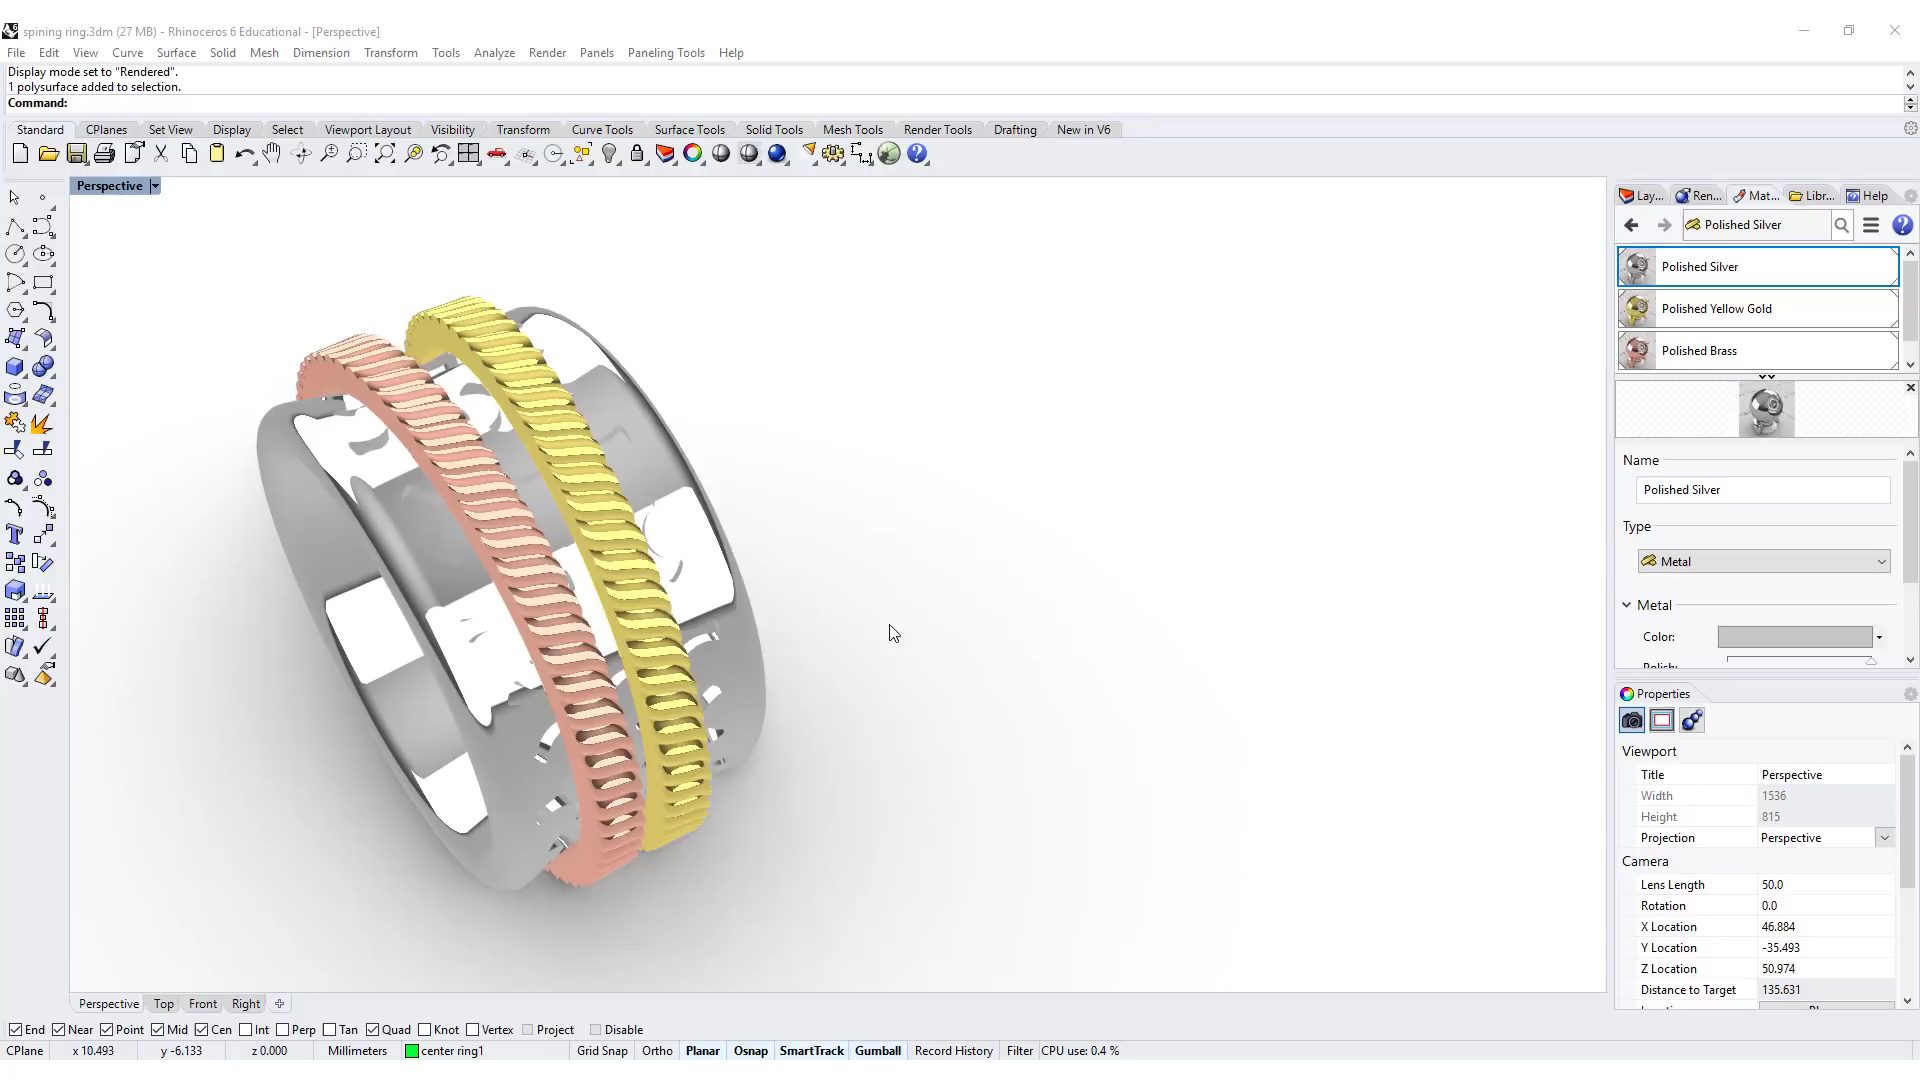 spining ring.3dm (27 MB) - Rhinoceros 6 Educational - [Perspective]
File Edit View Curve Surface Solid Mesh Dimension Transform Tools Analyze Render Panels Paneling Tools Help
Display mode set to "Rendered".
1 polysurface added to selection.
Command:
Standard CPlanes Set View Display Select Viewport Layout Visibility Transform Curve Tools Surface Tools Solid Tools Mesh Tools Render Tools Drafting New in V6
Perspective
Lay... Ren... Mat... Libr... Help
Polished Silver
Polished Silver
Polished Yellow Gold
Polished Brass
Name
Polished Silver
Type
Metal
Metal
Color:
Polish:
Properties
Viewport
Title Perspective
Width 1536
Height 815
Projection Perspective
Camera
Lens Length 50.0
Rotation 0.0
X Location 46.884
Y Location -35.493
Z Location 50.974
Distance to Target 135.631
Perspective Top Front Right
End Near Point Mid Cen Int Perp Tan Quad Knot Vertex Project Disable
CPlane x 10.493 y -6.133 z 0.000 Millimeters center ring1 Grid Snap Ortho Planar Osnap SmartTrack Gumball Record History Filter CPU use: 0.4 %